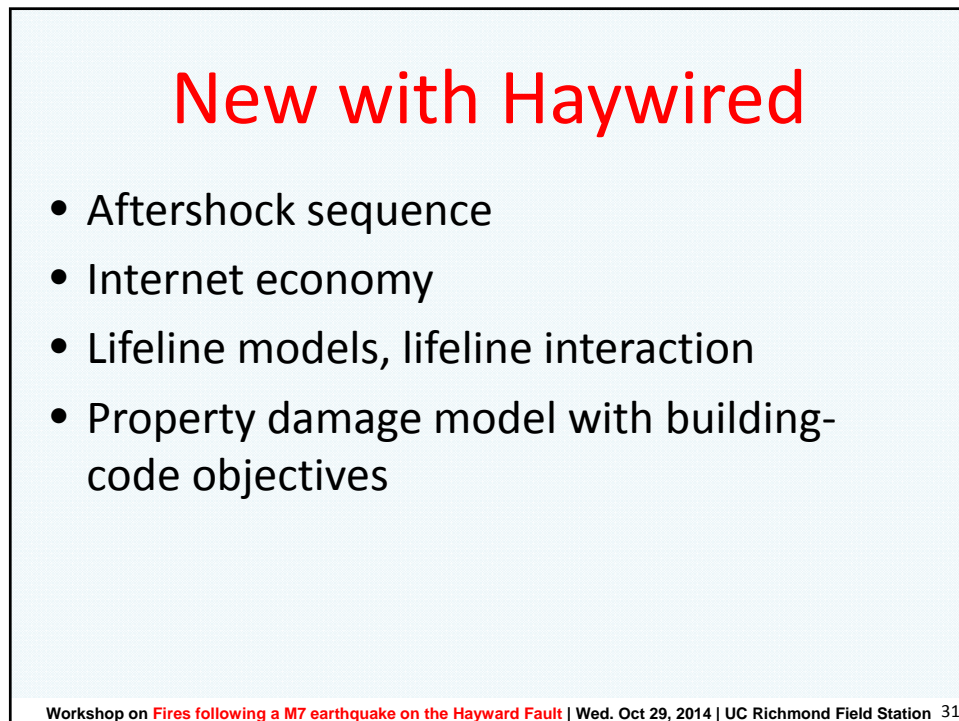 New with Haywired
• Aftershock sequence
• Internet economy
• Lifeline models, lifeline interaction
• Property damage model with building-
code objectives
Workshop on Fires following a M7 earthquake on the Hayward Fault | Wed. Oct 29, 2014 | UC Richmond Field Station 31